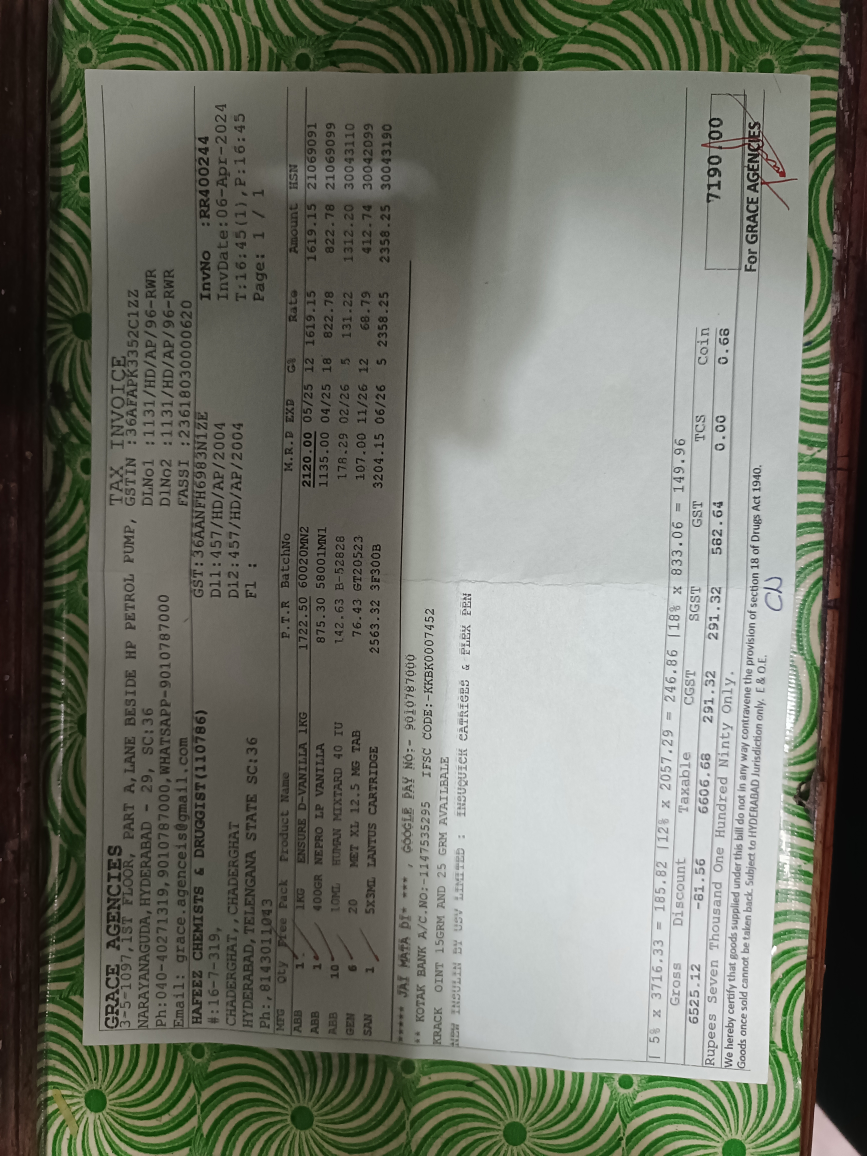 GRACE AGENCIES
TAX INVOICE
3-5-1097,1ST FLOOR, PART A,LANE BESIDE HP PETROL PUMP,
GSTIN :36AFAPK3352C1ZZ
NARAYANAGUDA,HYDERABAD - 29, SC:36
DLNo1 :1131/HD/AP/96-RWR
Ph:040-40271319,9010787000,WHATSAPP-9010787000
DlNo2 :1131/HD/AP/96-RWR
Email: grace.agenceis@gmail.com
FASSI :23618030000620
HAFEEZ CHEMISTS & DRUGGIST(110786) GST:36AANFH6983N1ZE InvNo :RR400244
#:16-7-319, Dl1:457/HD/AP/2004 InvDate:06-Apr-2024
CHADERGHAT,,CHADERGHAT Dl2:457/HD/AP/2004 T:16:45(1),P:16:45
HYDERABAD,TELENGANA STATE SC:36 Fl : Page: 1 / 1
Ph:,8143011043
MFG Qty Free Pack Product Name P.T.R BatchNo M.R.P EXD G% Rate Amount HSN
ABB 1 1KG ENSURE D-VANILLA 1KG 1722.50 60020MN2 2120.00 05/25 12 1619.15 1619.15 21069091
ABB 1 400GR NEPRO LP VANILLA 875.30 58001MN1 1135.00 04/25 18 822.78 822.78 21069099
ABB 10 10ML HUMAN MIXTARD 40 IU 142.63 B-52828 178.29 02/26 5 131.22 1312.20 30043110
GEN 6 20 MET XL 12.5 MG TAB 76.43 GT20523 107.00 11/26 12 68.79 412.74 30042099
SAN 1 5X3ML LANTUS CARTRIDGE 2563.32 3F300B 3204.15 06/26 5 2358.25 2358.25 30043190
***** JAI MATA DI* *** , GOOGLE PAY NO:- 9010787000
** KOTAK BANK A/C.NO:-1147535295 IFSC CODE:-KKBK0007452
KRACK OINT 15GRM AND 25 GRM AVAILBALE
NEW INSULIN BY USV LIMITED : INSUQUICK CATRIGES & FLEX PEN
| 5% x 3716.33 = 185.82 |12% x 2057.29 = 246.86 |18% x 833.06 = 149.96
Gross Discount Taxable CGST SGST GST TCS Coin
6525.12 -81.56 6606.68 291.32 291.32 582.64 0.00 0.68
7190.00
Rupees Seven Thousand One Hundred Ninty Only.
We hereby certify that goods supplied under this bill do not in any way contravene the provision of section 18 of Drugs Act 1940.
Goods once sold cannot be taken back. Subject to HYDERABAD Jurisdiction only. E & O.E.
For GRACE AGENCIES